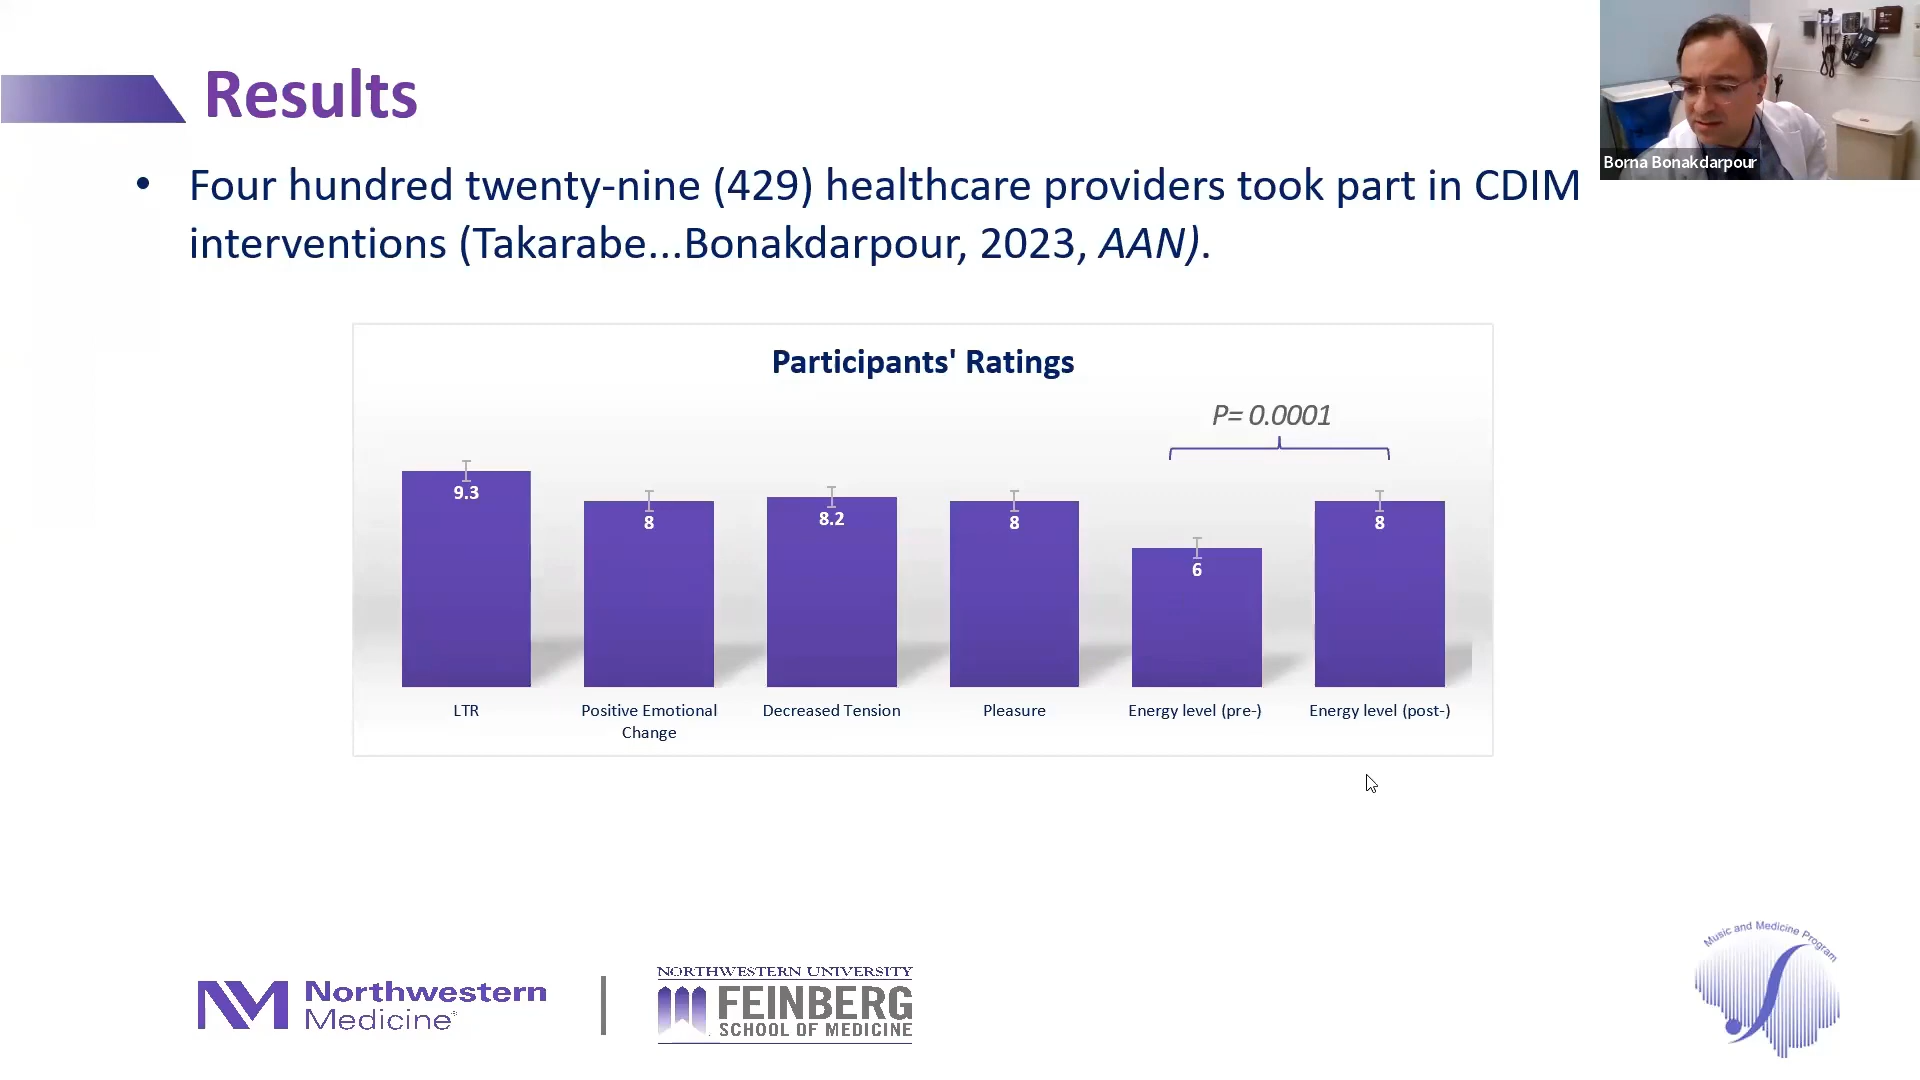 Results
• Four hundred twenty-nine (429) healthcare providers took part in CDIM
interventions (Takarabe...Bonakdarpour, 2023, AAN).
Borna Bonakdarpour
Participants' Ratings
P= 0.0001
9.3
8
8.2
8
6
8
LTR
Positive Emotional
Change
Decreased Tension
Pleasure
Energy level (pre-)
Energy level (post-)
Northwestern
Medicine®
NORTHWESTERN UNIVERSITY
FEINBERG
SCHOOL OF MEDICINE
Music and Medicine Program